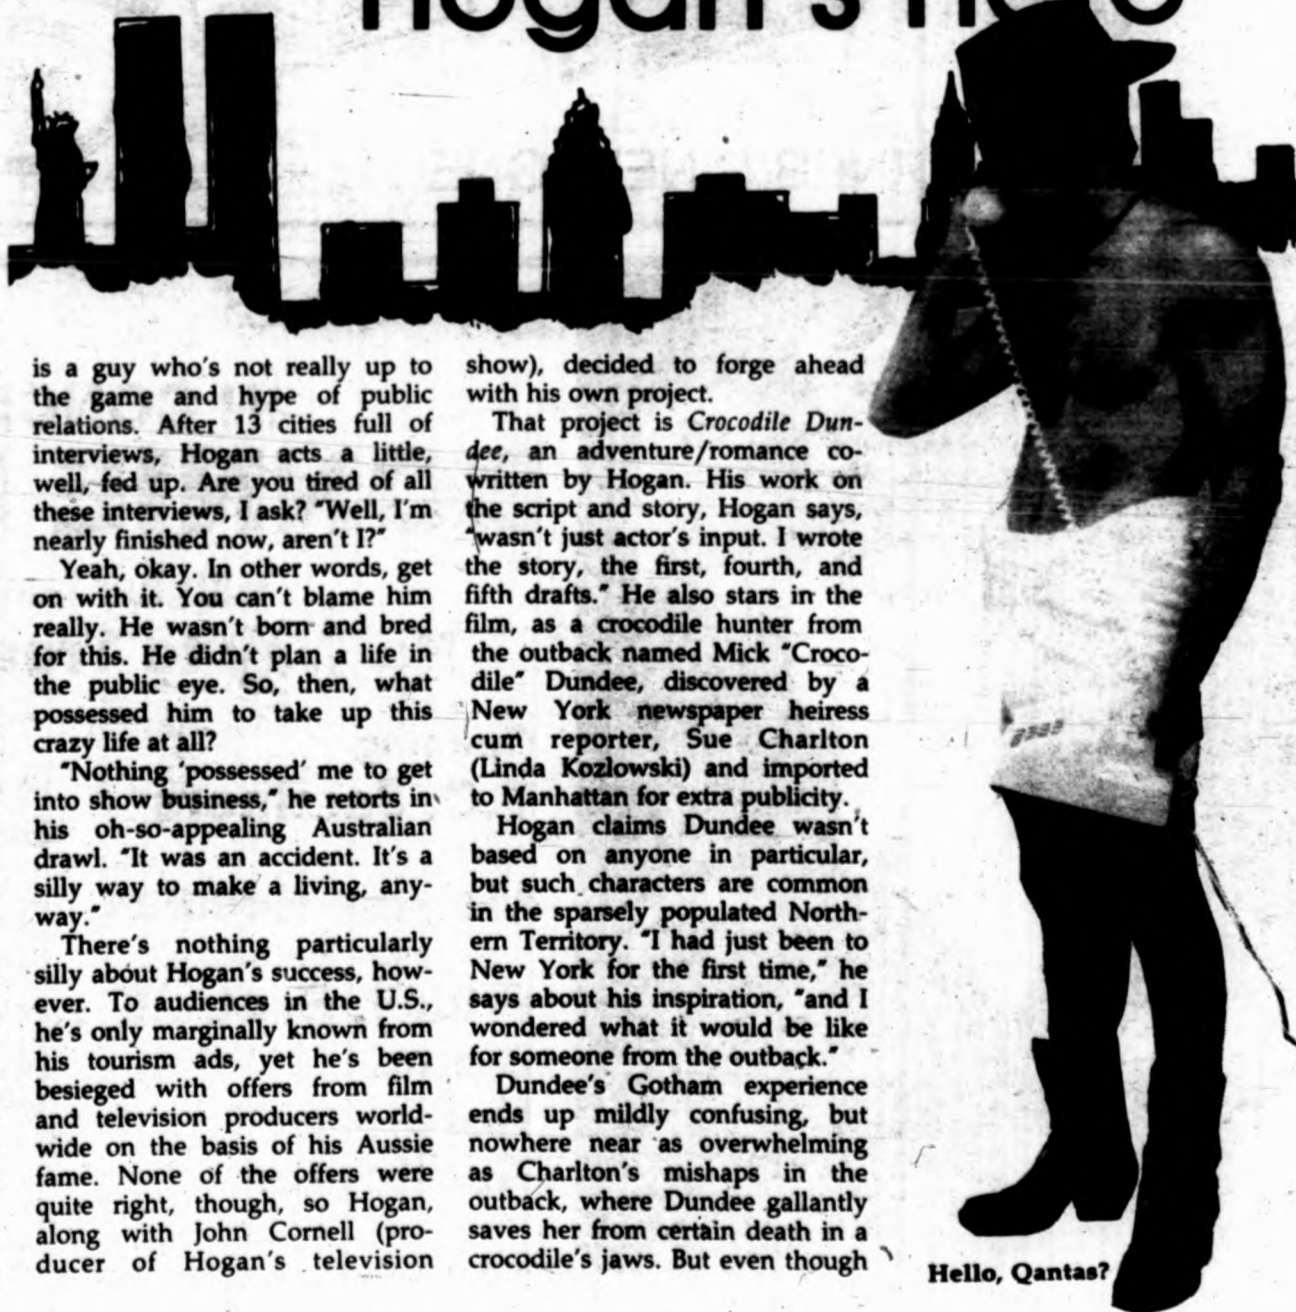 Hogan's hero
is a guy who's not really up to
the game and hype of public
relations. After 13 cities full of
interviews, Hogan acts a little,
well, fed up. Are you tired of all
these interviews, I ask? "Well, I'm
nearly finished now, aren't I?"
Yeah, okay. In other words, get
on with it. You can't blame him
really. He wasn't born and bred
for this. He didn't plan a life in
the public eye. So, then, what
possessed him to take up this
crazy life at all?
"Nothing 'possessed' me to get
into show business," he retorts in
his oh-so-appealing Australian
drawl. "It was an accident. It's a
silly way to make a living, any-
way."
There's nothing particularly
silly about Hogan's success, how-
ever. To audiences in the U.S.,
he's only marginally known from
his tourism ads, yet he's been
besieged with offers from film
and television producers world-
wide on the basis of his Aussie
fame. None of the offers were
quite right, though, so Hogan,
along with John Cornell (pro-
ducer of Hogan's television
show), decided to forge ahead
with his own project.
That project is Crocodile Dun-
dee, an adventure/romance co-
written by Hogan. His work on
the script and story, Hogan says,
"wasn't just actor's input. I wrote
the story, the first, fourth, and
fifth drafts." He also stars in the
film, as a crocodile hunter from
the outback named Mick "Croco-
dile" Dundee, discovered by a
New York newspaper heiress
cum reporter, Sue Charlton
(Linda Kozlowski) and imported
to Manhattan for extra publicity.
Hogan claims Dundee wasn't
based on anyone in particular,
but such characters are common
in the sparsely populated North-
ern Territory. "I had just been to
New York for the first time," he
says about his inspiration, "and I
wondered what it would be like
for someone from the outback."
Dundee's Gotham experience
ends up mildly confusing, but
nowhere near as overwhelming
as Charlton's mishaps in the
outback, where Dundee gallantly
saves her from certain death in a
crocodile's jaws. But even though
Hello, Qantas?